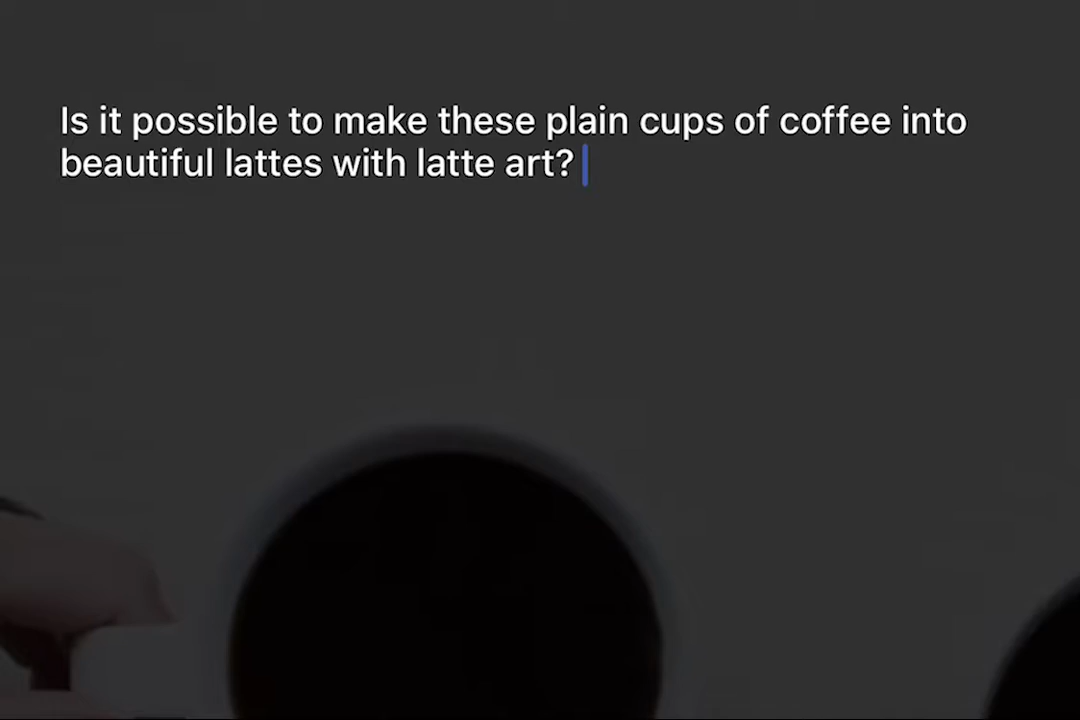 Is it possible to make these plain cups of coffee into
beautiful lattes with latte art?